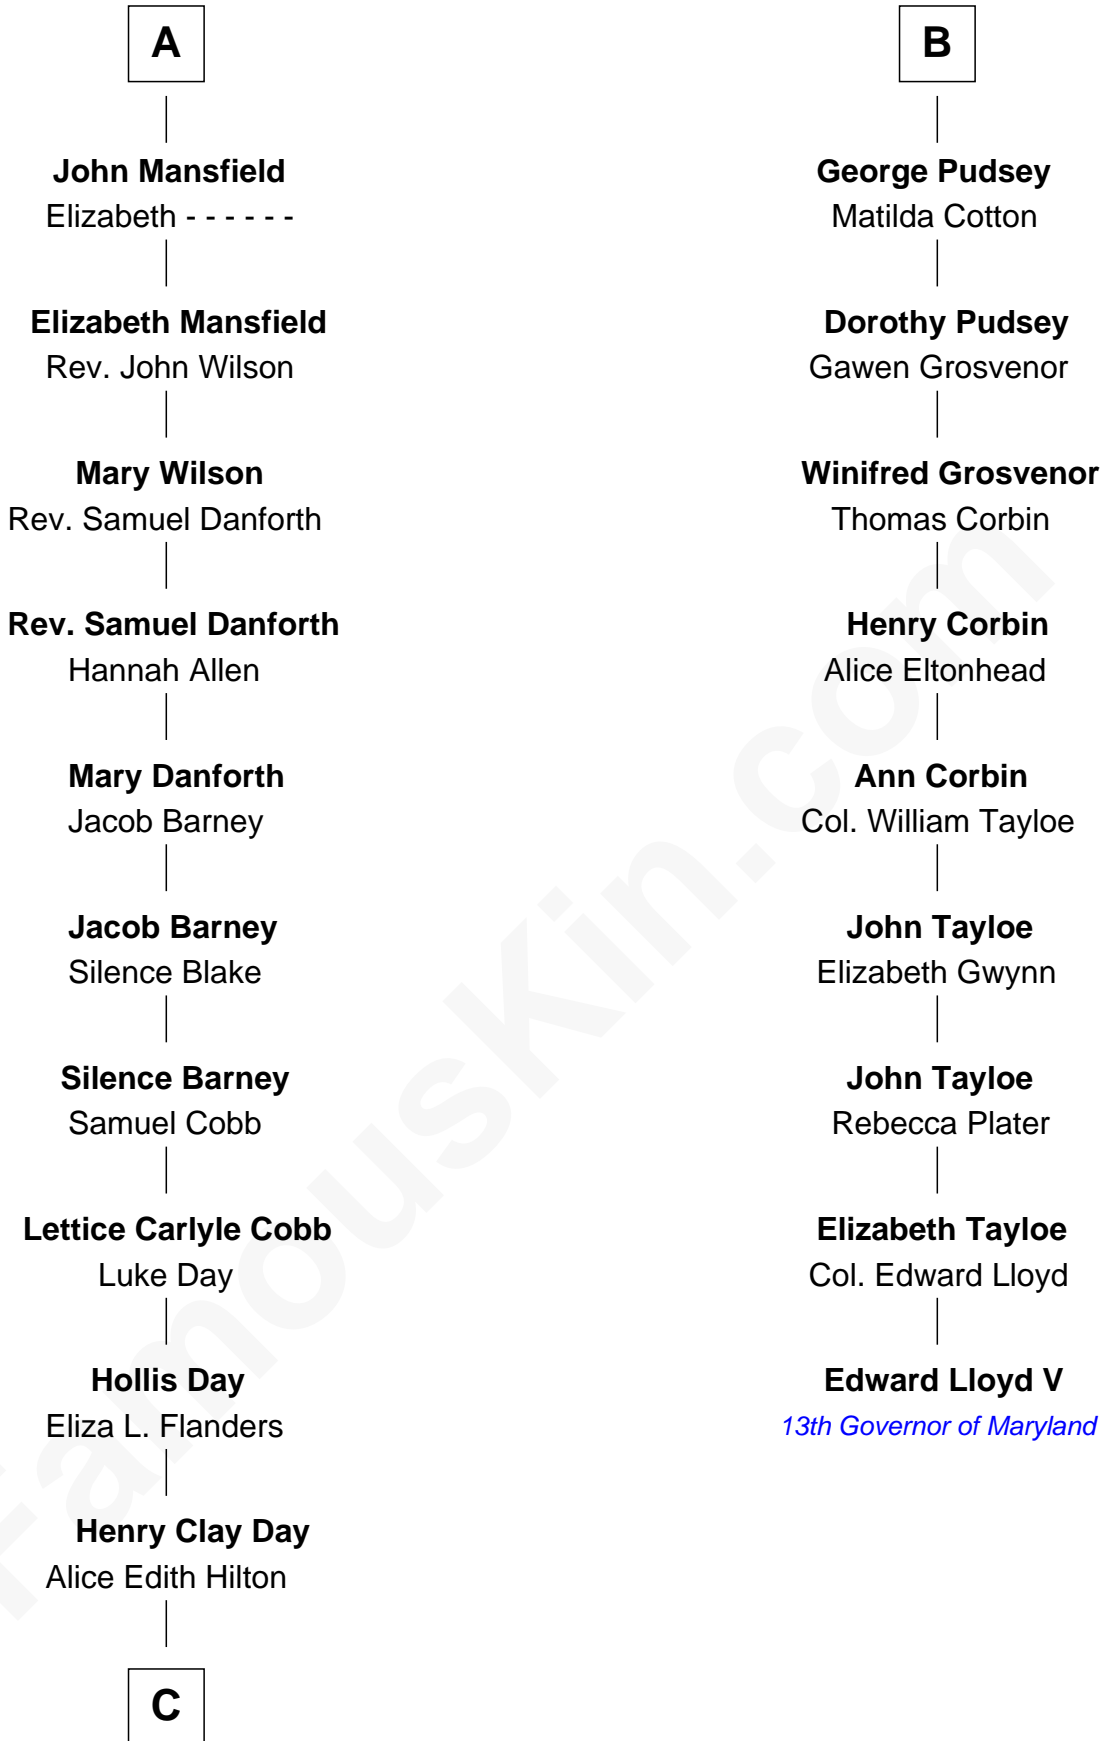 A
John Mansfield
Elizabeth - - - - - -
Elizabeth Mansfield
Rev. John Wilson
Mary Wilson
Rev. Samuel Danforth
Rev. Samuel Danforth
Hannah Allen
Mary Danforth
Jacob Barney
Jacob Barney
Silence Blake
Silence Barney
Samuel Cobb
Lettice Carlyle Cobb
Luke Day
Hollis Day
Eliza L. Flanders
Henry Clay Day
Alice Edith Hilton
C
B
George Pudsey
Matilda Cotton
Dorothy Pudsey
Gawen Grosvenor
Winifred Grosvenor
Thomas Corbin
Henry Corbin
Alice Eltonhead
Ann Corbin
Col. William Tayloe
John Tayloe
Elizabeth Gwynn
John Tayloe
Rebecca Plater
Elizabeth Tayloe
Col. Edward Lloyd
Edward Lloyd V
13th Governor of Maryland
FamousKin.com